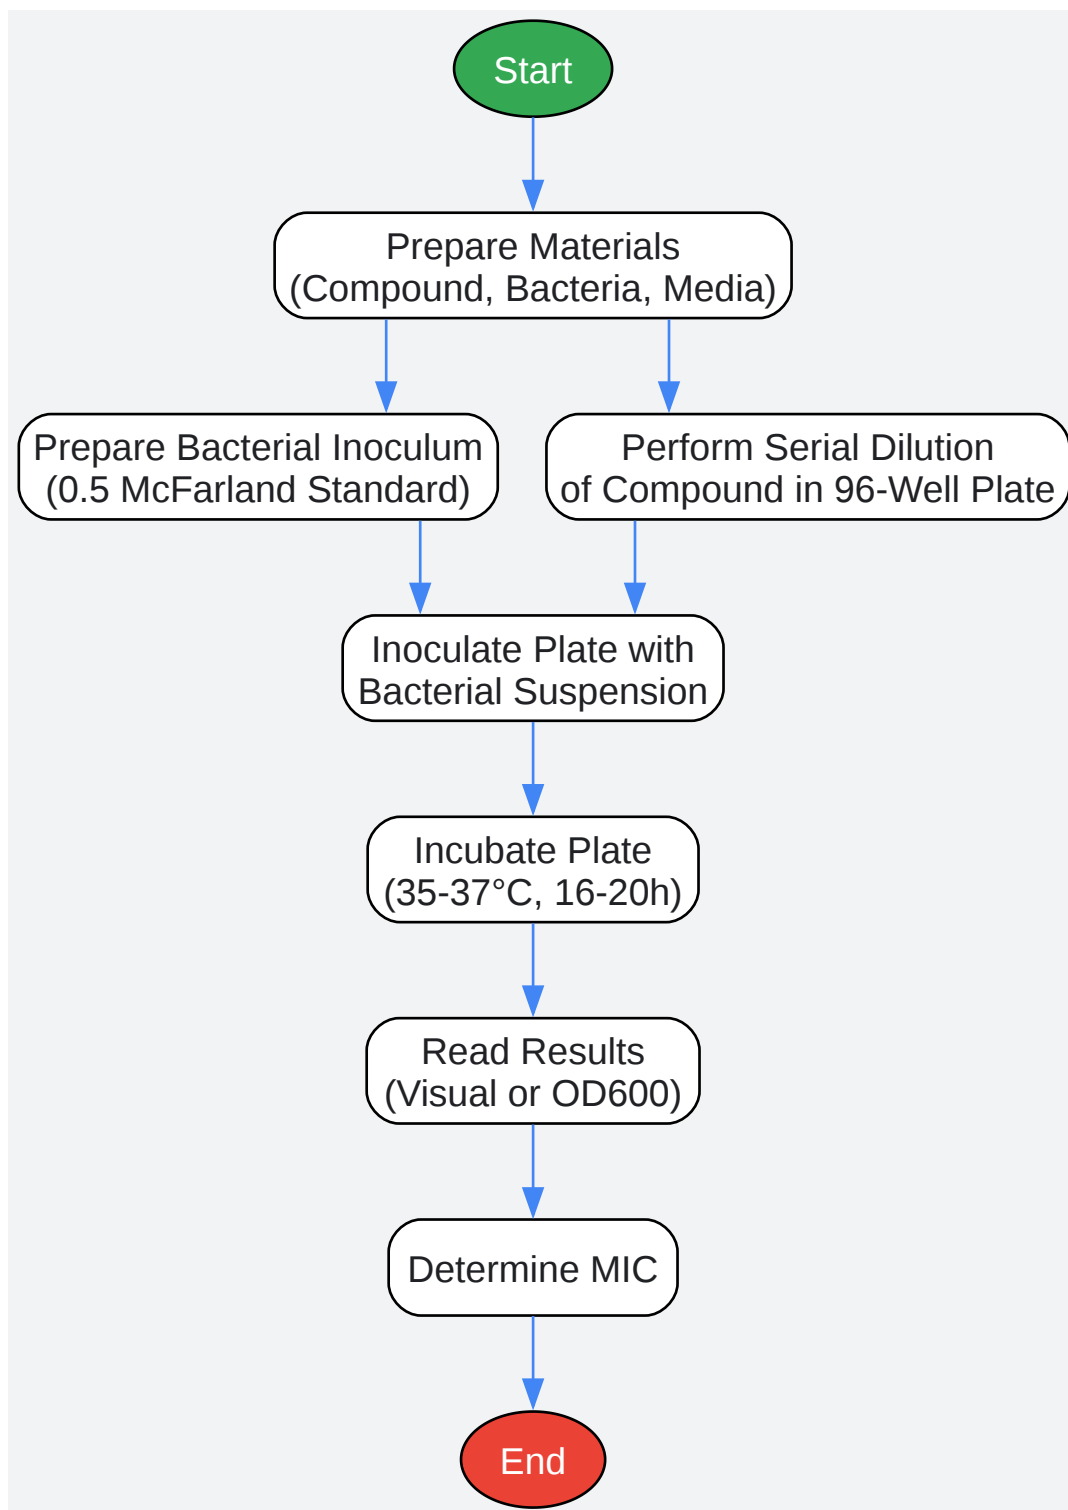 Start
Prepare Materials
(Compound, Bacteria, Media)
Prepare Bacterial Inoculum
(0.5 McFarland Standard)
Perform Serial Dilution
of Compound in 96-Well Plate
Inoculate Plate with
Bacterial Suspension
Incubate Plate
(35-37°C, 16-20h)
Read Results
(Visual or OD600)
Determine MIC
End